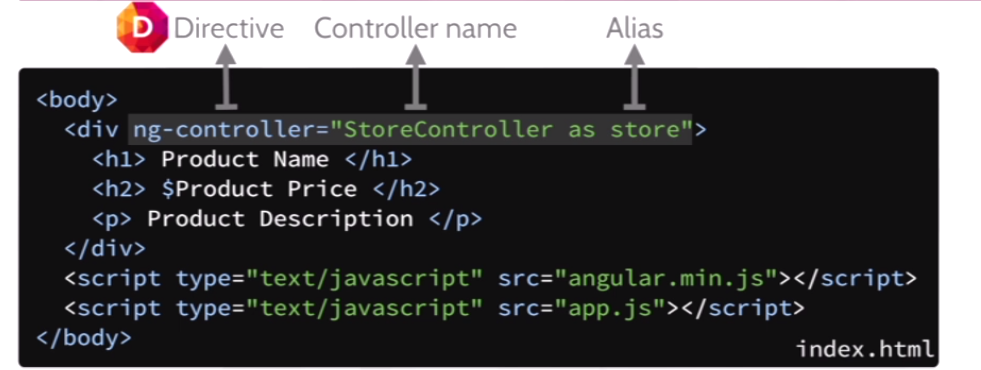 D Directive Controller name Alias
<body>
<div ng-controller="StoreController as store">
<h1> Product Name </h1>
<h2> $Product Price </h2>
<p> Product Description </p>
</div>
<script type="text/javascript" src="angular.min.js"></script>
<script type="text/javascript" src="app.js"></script>
</body>
index.html